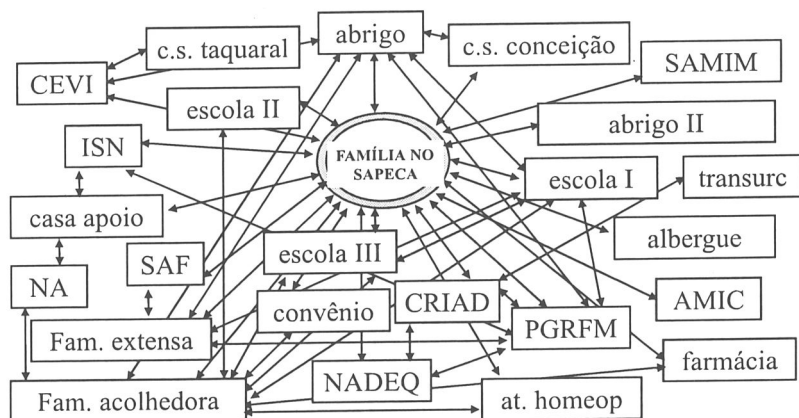 abrigo
c.s. taquaral
c.s. conceição
SAMIM
CEVI
escola II
abrigo II
ISN
FAMÍLIA NO
SAPECA
escola I
transurc
casa apoio
escola III
albergue
SAF
NA
convênio
CRIAD
AMIC
Fam. extensa
PGRFM
farmácia
NADEQ
Fam. acolhedora
at. homeop